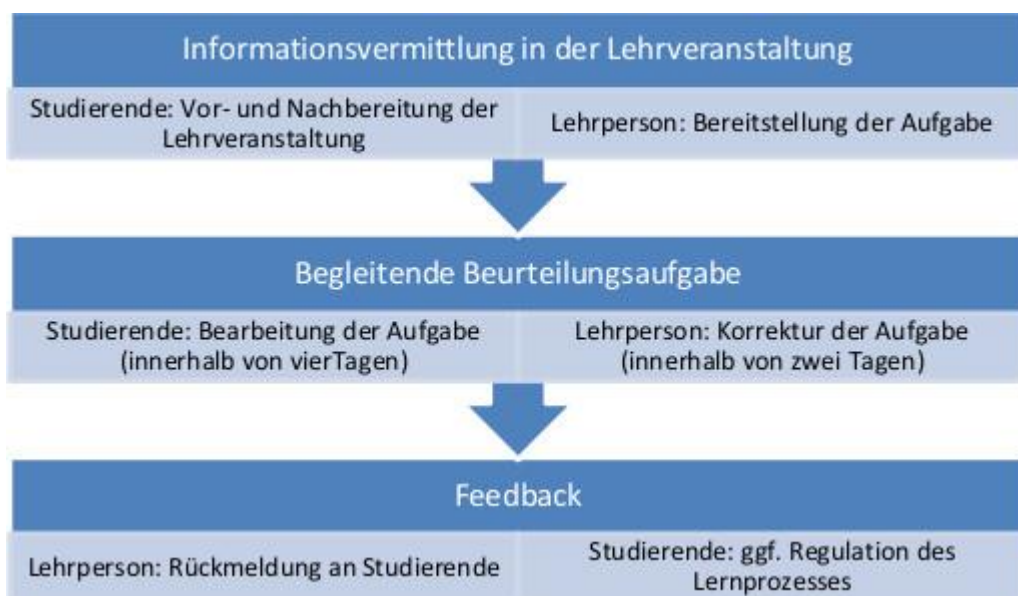 Informationsvermittlung in der Lehrveranstaltung
Studierende: Vor- und Nachbereitung der
Lehrveranstaltung
Lehrperson: Bereitstellung der Aufgabe
Begleitende Beurteilungsaufgabe
Studierende: Bearbeitung der Aufgabe
(innerhalb von vierTagen)
Lehrperson: Korrektur der Aufgabe
(innerhalb von zwei Tagen)
Feedback
Lehrperson: Rückmeldung an Studierende
Studierende: ggf. Regulation des
Lernprozesses